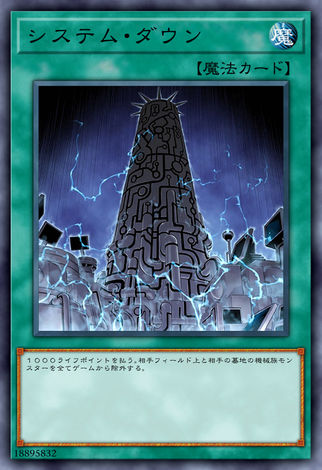 システム・ダウン
魔
【魔法カード】
１０００ライフポイントを払う。相手フィールド上と相手の墓地の機械族モン
スターを全てゲームから除外する。
18895832